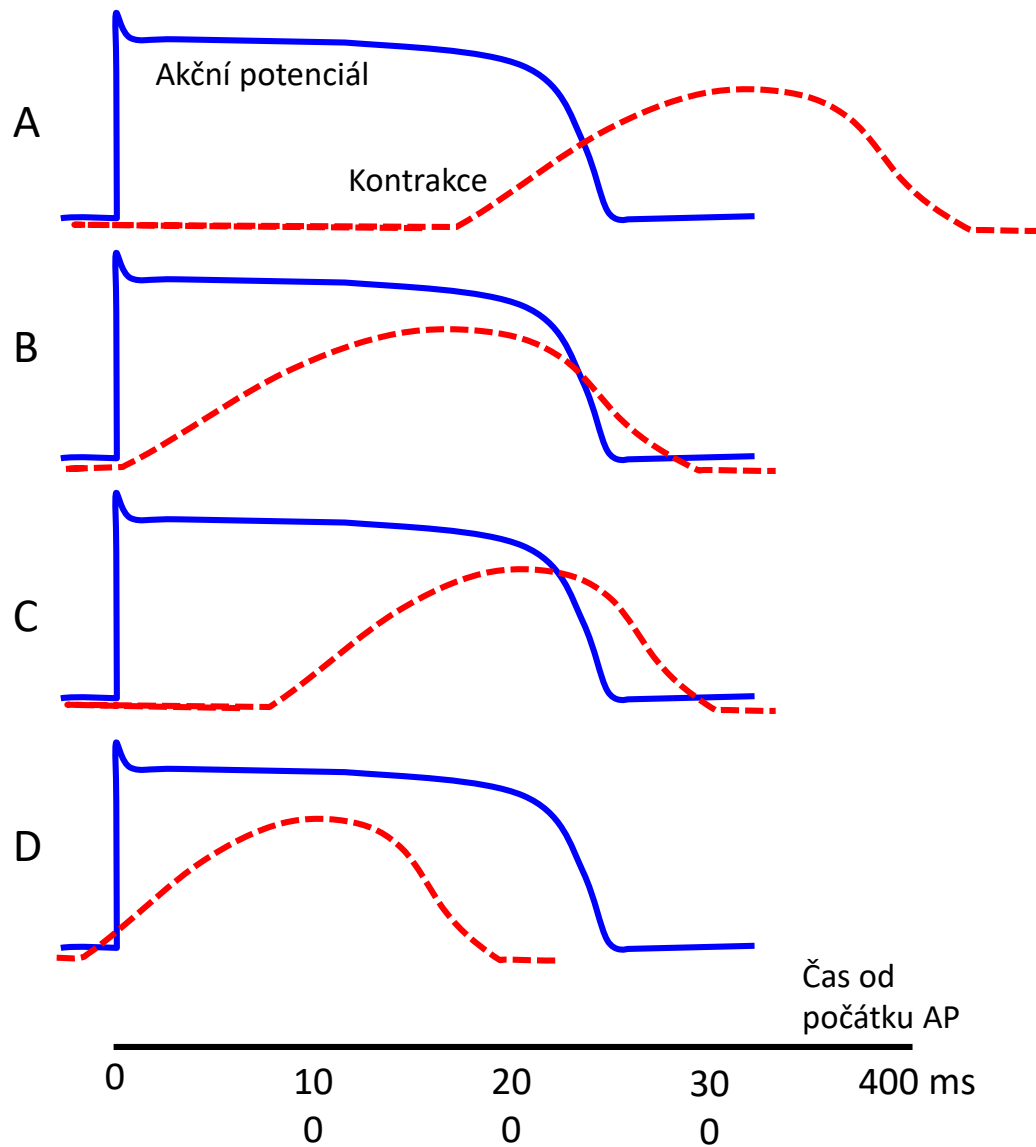 A
Akční potenciál
Kontrakce
B
C
D
Čas od
počátku AP
0 10 20 30 400 ms
0 0 0